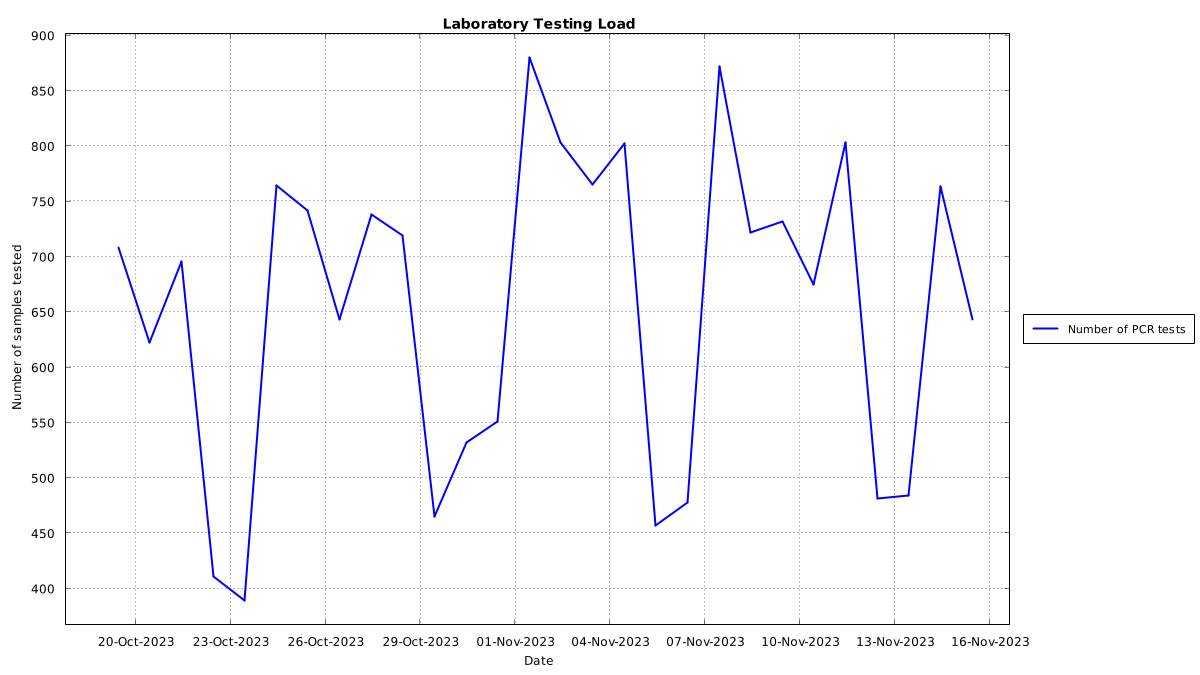 Laboratory Testing Load
900
850
800
750
700
650
600
550
500
450
400
Number of samples tested
20-Oct-2023 23-Oct-2023 26-Oct-2023 29-Oct-2023 01-Nov-2023 04-Nov-2023 07-Nov-2023 10-Nov-2023 13-Nov-2023 16-Nov-2023
Date
Number of PCR tests